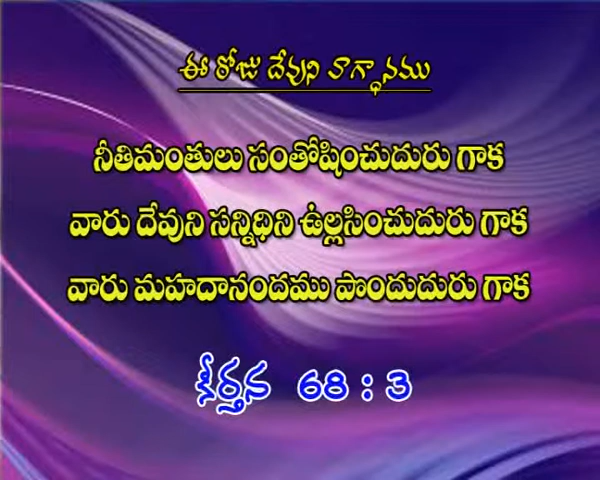 ఈ రోజు దేవుని వాగ్ధానము
నీతిమంతులు సంతోషించుదురు గాక
వారు దేవుని సన్నిధిని ఉల్లసించుదురు గాక
వారు మహదానందము పొందుదురు గాక
కీర్తన 68 : 3